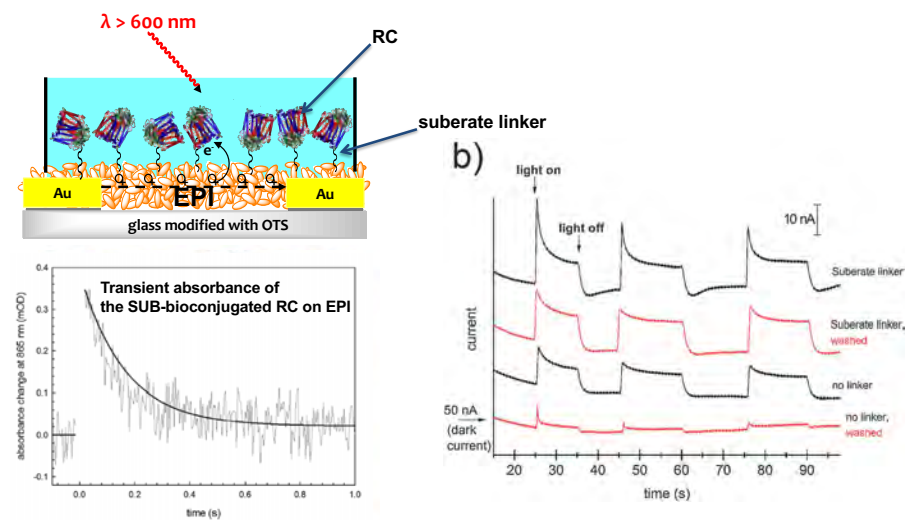 λ > 600 nm
RC
suberate linker
e-
Au
EPI
Au
glass modified with OTS
Transient absorbance of
the SUB-bioconjugated RC on EPI
absorbance change at 865 nm (mOD)
0.4
0.3
0.2
0.1
0.0
-0.1
0.0 0.2 0.4 0.6 0.8 1.0
time (s)
b)
light on
light off
10 nA
Suberate linker
Suberate linker,
washed
no linker
no linker,
washed
current
50 nA
(dark
current)
20 30 40 50 60 70 80 90
time (s)